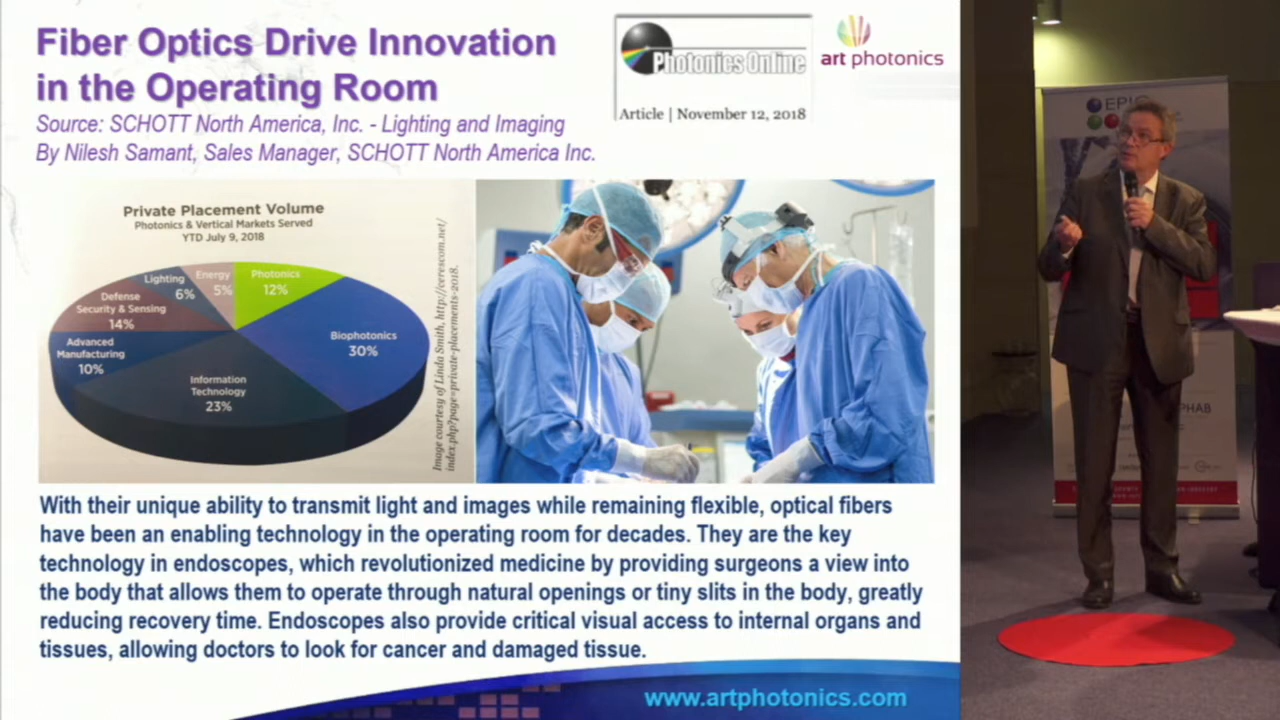 Fiber Optics Drive Innovation
in the Operating Room
Source: SCHOTT North America, Inc. - Lighting and Imaging
By Nilesh Samant, Sales Manager, SCHOTT North America Inc.
Photonics Online
Article | November 12, 2018
art photonics
Private Placement Volume
Photonics & Vertical Markets Served
YTD July 9, 2018
Lighting
6%
Energy
5%
Photonics
12%
Defense
Security & Sensing
14%
Biophotonics
30%
Advanced
Manufacturing
10%
Information
Technology
23%
Image courtesy of Linda Smith, http://cerescom.net/
index.php?page=private-placements-2018.
With their unique ability to transmit light and images while remaining flexible, optical fibers
have been an enabling technology in the operating room for decades. They are the key
technology in endoscopes, which revolutionized medicine by providing surgeons a view into
the body that allows them to operate through natural openings or tiny slits in the body, greatly
reducing recovery time. Endoscopes also provide critical visual access to internal organs and
tissues, allowing doctors to look for cancer and damaged tissue.
www.artphotonics.com
EPIC
PHAB